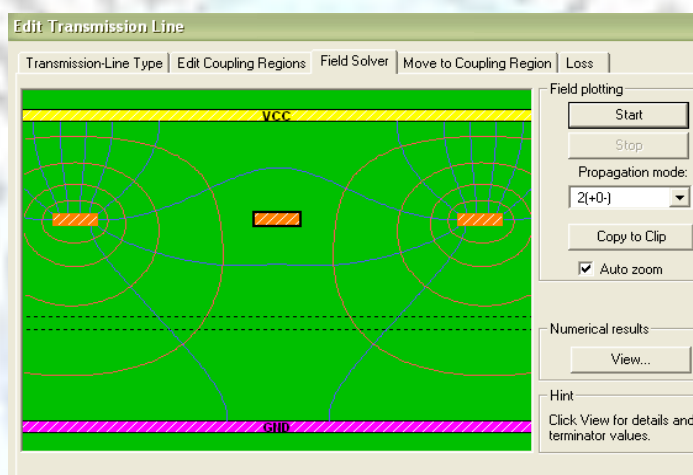 Edit Transmission Line
Transmission-Line Type
Edit Coupling Regions
Field Solver
Move to Coupling Region
Loss
VCC
GND
Field plotting
Start
Stop
Propagation mode:
2(+0-)
Copy to Clip
Auto zoom
Numerical results
View...
Hint
Click View for details and
terminator values.